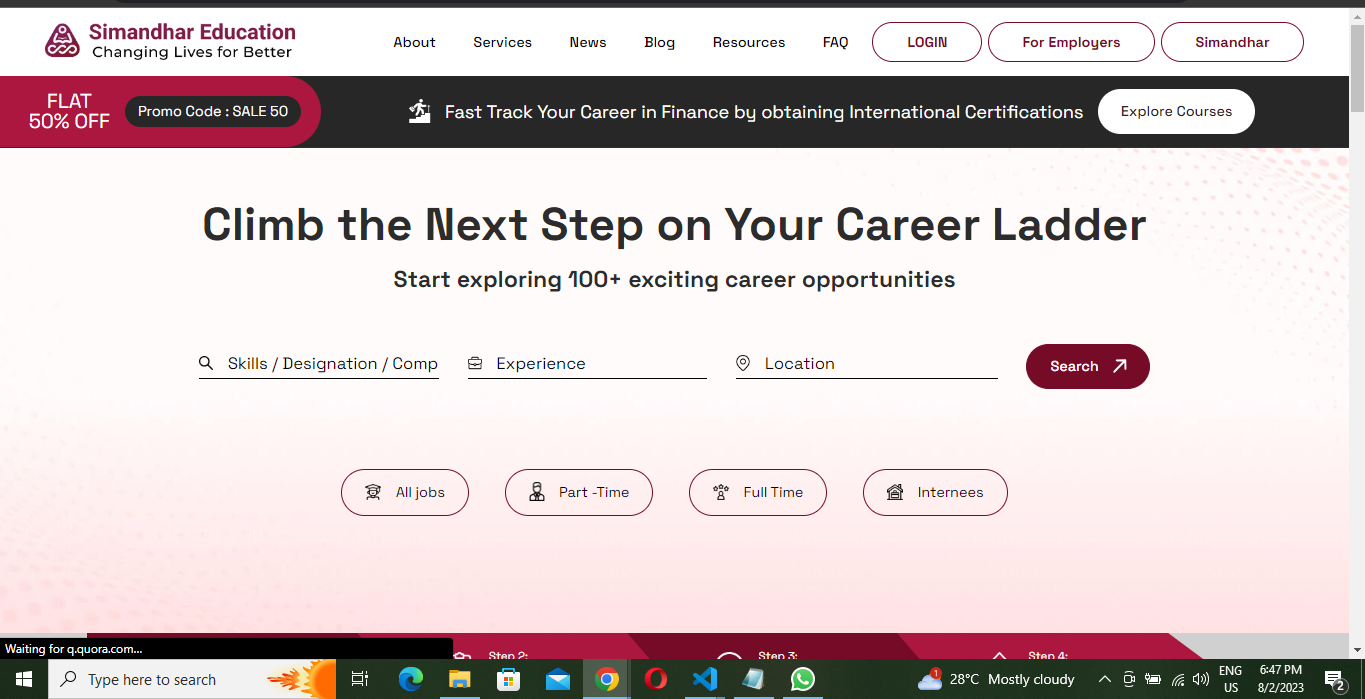 Simandhar Education
Changing Lives for Better
About
Services
News
Blog
Resources
FAQ
LOGIN
For Employers
Simandhar
FLAT
50% OFF
Promo Code : SALE 50
Fast Track Your Career in Finance by obtaining International Certifications
Explore Courses
Climb the Next Step on Your Career Ladder
Start exploring 100+ exciting career opportunities
Skills / Designation / Comp
Experience
Location
Search
All jobs
Part -Time
Full Time
Internees
Step 2:
Step 3:
Step 4:
Waiting for q.quora.com...
Type here to search
1
28°C Mostly cloudy
ENG
US
6:47 PM
8/2/2023
2